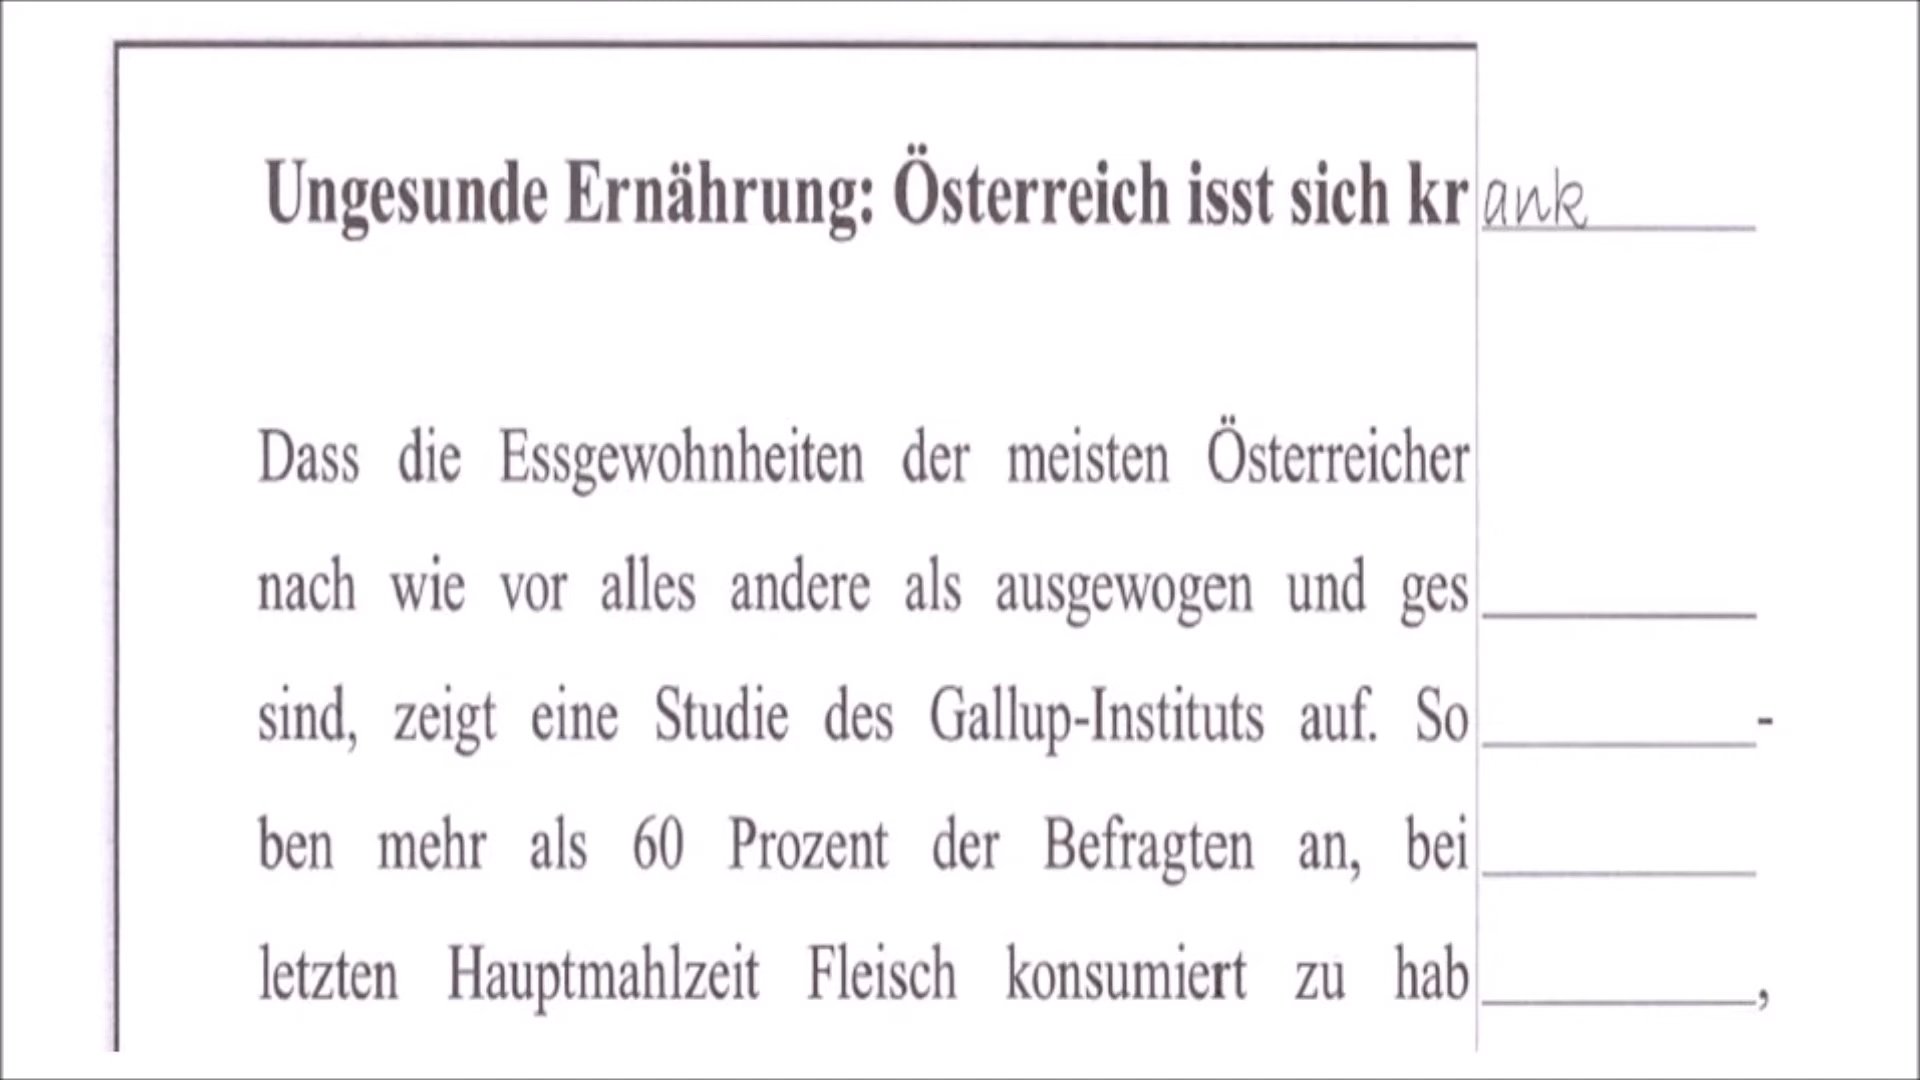 Ungesunde Ernährung: Österreich isst sich krank
Dass die Essgewohnheiten der meisten Österreicher
nach wie vor alles andere als ausgewogen und ges
sind, zeigt eine Studie des Gallup-Instituts auf. So -
ben mehr als 60 Prozent der Befragten an, bei
letzten Hauptmahlzeit Fleisch konsumiert zu hab ,